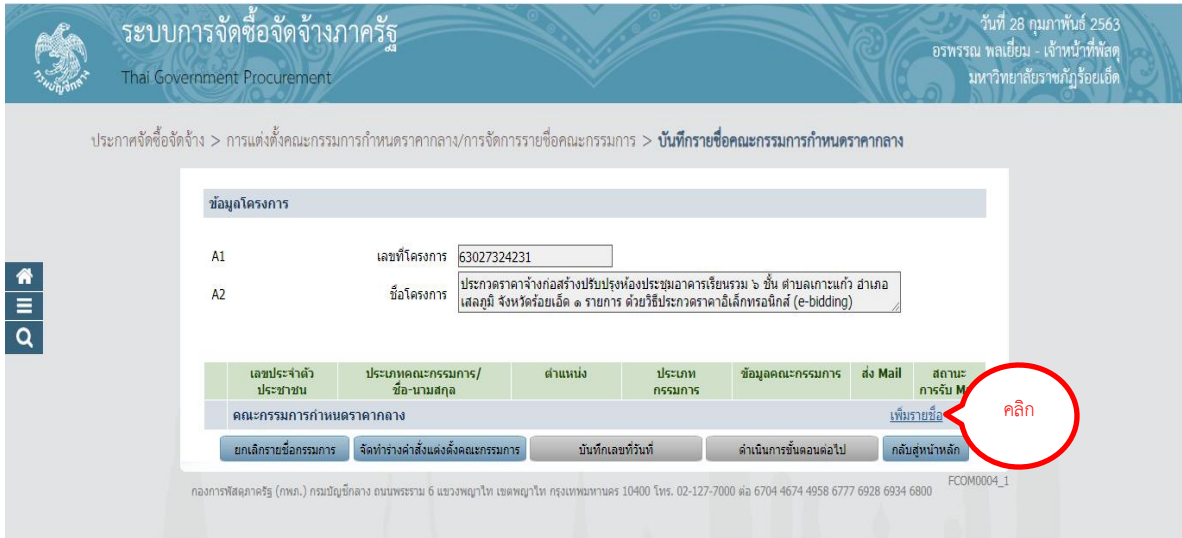 ระบบการจัดซื้อจัดจ้างภาครัฐ
Thai Government Procurement
วันที่ 28 กุมภาพันธ์ 2563
อรพรรณ พลเยี่ยม - เจ้าหน้าที่พัสดุ
มหาวิทยาลัยราชภัฏร้อยเอ็ด
กรมบัญชีกลาง
ประกาศจัดซื้อจัดจ้าง > การแต่งตั้งคณะกรรมการกำหนดราคากลาง/การจัดการรายชื่อคณะกรรมการ > บันทึกรายชื่อคณะกรรมการกำหนดราคากลาง
ข้อมูลโครงการ
A1 เลขที่โครงการ 63027324231
A2 ชื่อโครงการ ประกวดราคาจ้างก่อสร้างปรับปรุงห้องประชุมอาคารเรียนรวม ๖ ชั้น ตำบลเกาะแก้ว อำเภอ
เสลภูมิ จังหวัดร้อยเอ็ด ๑ รายการ ด้วยวิธีประกวดราคาอิเล็กทรอนิกส์ (e-bidding)
เลขประจำตัว ประเภทคณะกรรมการ/ ตำแหน่ง ประเภท ข้อมูลคณะกรรมการ ส่ง Mail สถานะ
ประชาชน ชื่อ-นามสกุล กรรมการ การรับ
คณะกรรมการกำหนดราคากลาง เพิ่มรายชื่อ
คลิก
ยกเลิกรายชื่อกรรมการ จัดทำร่างคำสั่งแต่งตั้งคณะกรรมการ บันทึกเลขที่วันที่ ดำเนินการขั้นตอนต่อไป กลับสู่หน้าหลัก
FCOM0004_1
กองการพัสดุภาครัฐ (กพภ.) กรมบัญชีกลาง ถนนพระราม 6 แขวงพญาไท เขตพญาไท กรุงเทพมหานคร 10400 โทร. 02-127-7000 ต่อ 6704 4674 4958 6777 6928 6934 6800